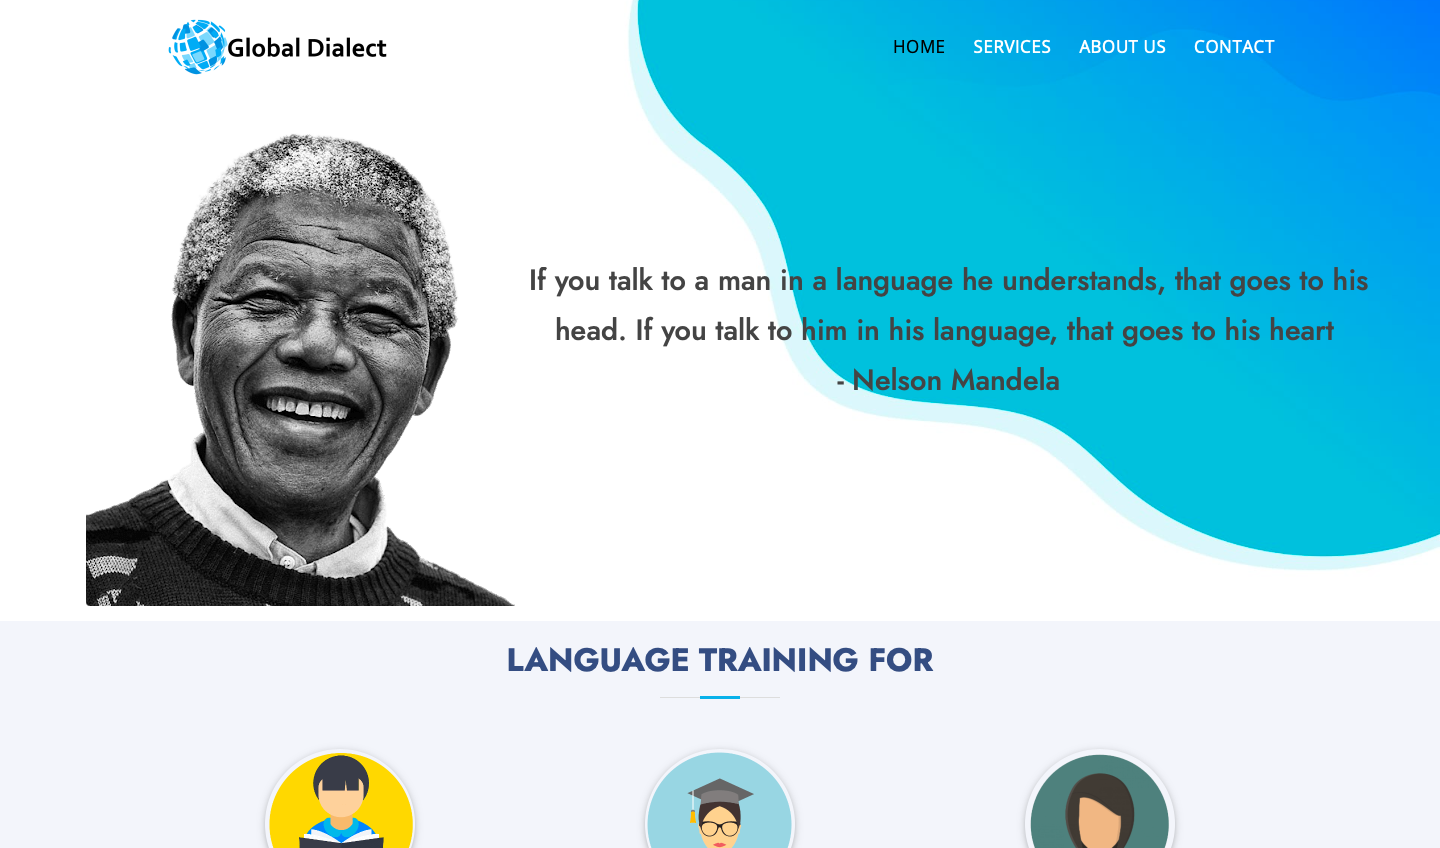 Global Dialect
HOME SERVICES ABOUT US CONTACT
If you talk to a man in a language he understands, that goes to his
head. If you talk to him in his language, that goes to his heart
- Nelson Mandela
LANGUAGE TRAINING FOR